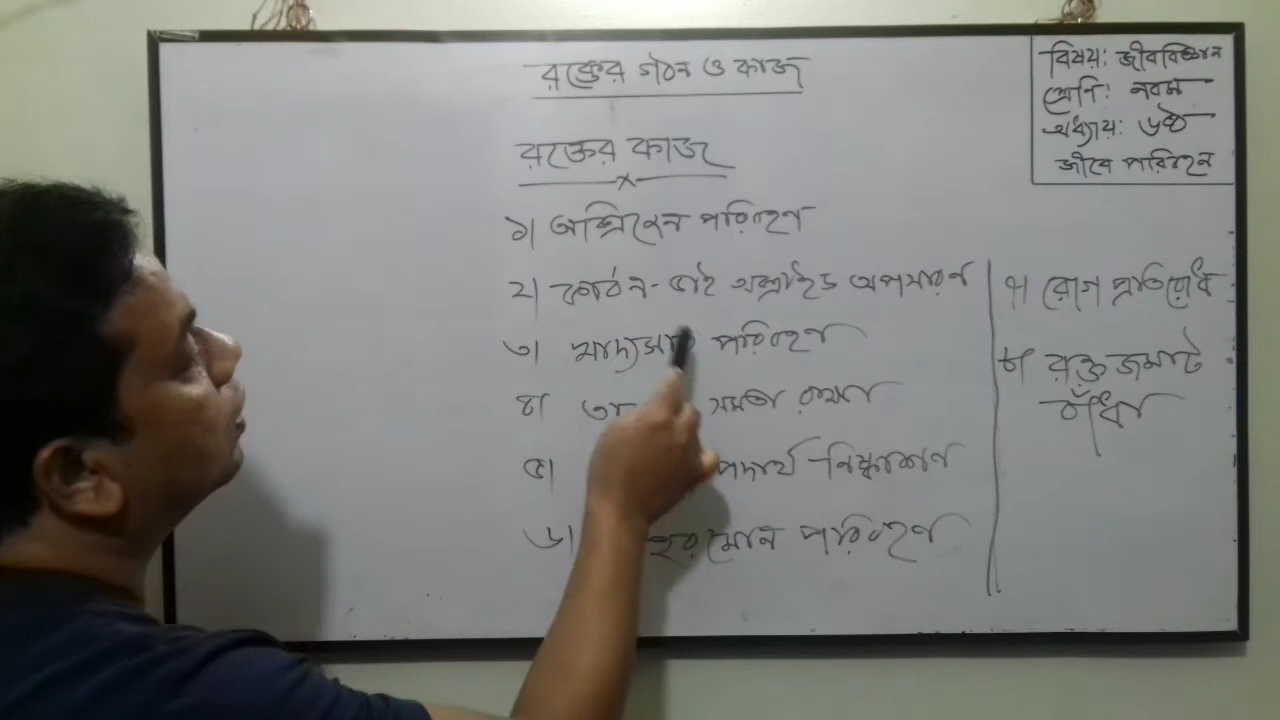 রক্তের গঠন ও কাজ
বিষয়: জীববিজ্ঞান
শ্রেণি: নবম
অধ্যায়: ৬ষ্ঠ
জীবে পরিবহন
রক্তের কাজ
১। অক্সিজেন পরিবহণ
২। কার্বন-ডাই অক্সাইড অপসারণ
৩। খাদ্যসার পরিবহণ
৪। তা সমতা রক্ষা
৫। পদার্থ নিষ্কাশণ
৬। হরমোন পরিবহণ
৭। রোগ প্রতিরোধ
৮। রক্ত জমাট
বাঁধা